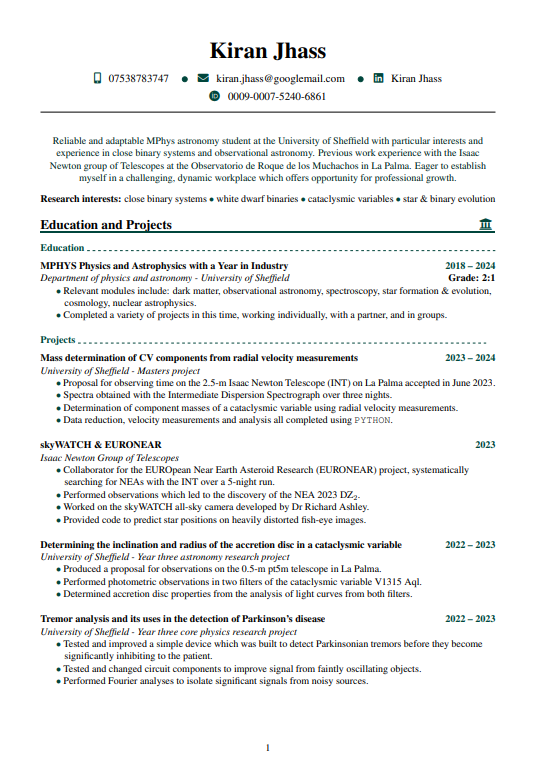 Kiran Jhass
07538783747 ● kiran.jhass@googlemail.com ● Kiran Jhass
0009-0007-5240-6861
Reliable and adaptable MPhys astronomy student at the University of Sheffield with particular interests and
experience in close binary systems and observational astronomy. Previous work experience with the Isaac
Newton group of Telescopes at the Observatorio de Roque de los Muchachos in La Palma. Eager to establish
myself in a challenging, dynamic workplace which offers opportunity for professional growth.
Research interests: close binary systems ● white dwarf binaries ● cataclysmic variables ● star & binary evolution
Education and Projects
Education
MPHYS Physics and Astrophysics with a Year in Industry 2018 – 2024
Department of physics and astronomy - University of Sheffield Grade: 2:1
● Relevant modules include: dark matter, observational astronomy, spectroscopy, star formation & evolution,
cosmology, nuclear astrophysics.
● Completed a variety of projects in this time, working individually, with a partner, and in groups.
Projects
Mass determination of CV components from radial velocity measurements 2023 – 2024
University of Sheffield - Masters project
● Proposal for observing time on the 2.5-m Isaac Newton Telescope (INT) on La Palma accepted in June 2023.
● Spectra obtained with the Intermediate Dispersion Spectrograph over three nights.
● Determination of component masses of a cataclysmic variable using radial velocity measurements.
● Data reduction, velocity measurements and analysis all completed using PYTHON.
skyWATCH & EURONEAR 2023
Isaac Newton Group of Telescopes
● Collaborator for the EUROpean Near Earth Asteroid Research (EURONEAR) project, systematically
searching for NEAs with the INT over a 5-night run.
● Performed observations which led to the discovery of the NEA 2023 DZ₂.
● Worked on the skyWATCH all-sky camera developed by Dr Richard Ashley.
● Provided code to predict star positions on heavily distorted fish-eye images.
Determining the inclination and radius of the accretion disc in a cataclysmic variable 2022 – 2023
University of Sheffield - Year three astronomy research project
● Produced a proposal for observations on the 0.5-m pt5m telescope in La Palma.
● Performed photometric observations in two filters of the cataclysmic variable V1315 Aql.
● Determined accretion disc properties from the analysis of light curves from both filters.
Tremor analysis and its uses in the detection of Parkinson's disease 2022 – 2023
University of Sheffield - Year three core physics research project
● Tested and improved a simple device which was built to detect Parkinsonian tremors before they become
significantly inhibiting to the patient.
● Tested and changed circuit components to improve signal from faintly oscillating objects.
● Performed Fourier analyses to isolate significant signals from noisy sources.
1